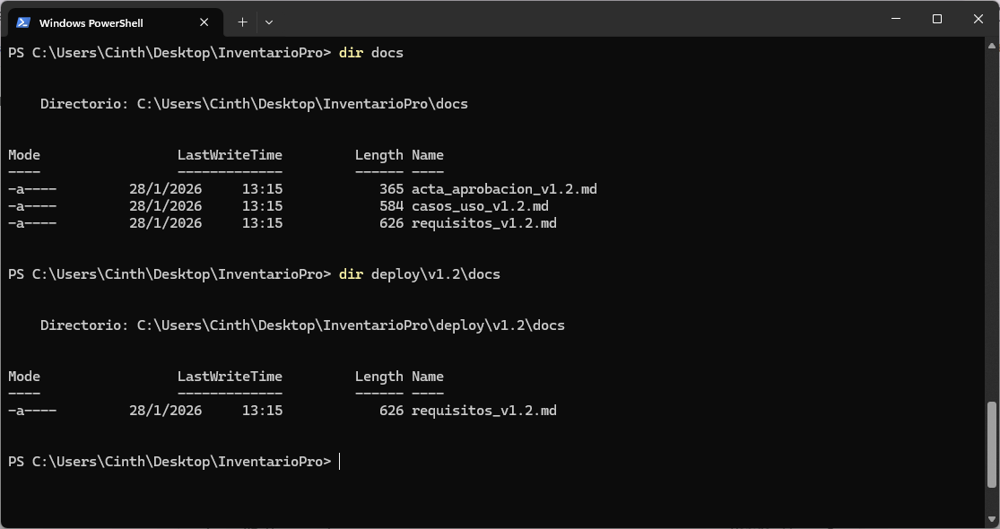 Windows PowerShell
PS C:\Users\Cinth\Desktop\InventarioPro> dir docs
Directorio: C:\Users\Cinth\Desktop\InventarioPro\docs
Mode LastWriteTime Length Name
---- ------------- ------ ----
-a---- 28/1/2026 13:15 365 acta_aprobacion_v1.2.md
-a---- 28/1/2026 13:15 584 casos_uso_v1.2.md
-a---- 28/1/2026 13:15 626 requisitos_v1.2.md
PS C:\Users\Cinth\Desktop\InventarioPro> dir deploy\v1.2\docs
Directorio: C:\Users\Cinth\Desktop\InventarioPro\deploy\v1.2\docs
Mode LastWriteTime Length Name
---- ------------- ------ ----
-a---- 28/1/2026 13:15 626 requisitos_v1.2.md
PS C:\Users\Cinth\Desktop\InventarioPro>